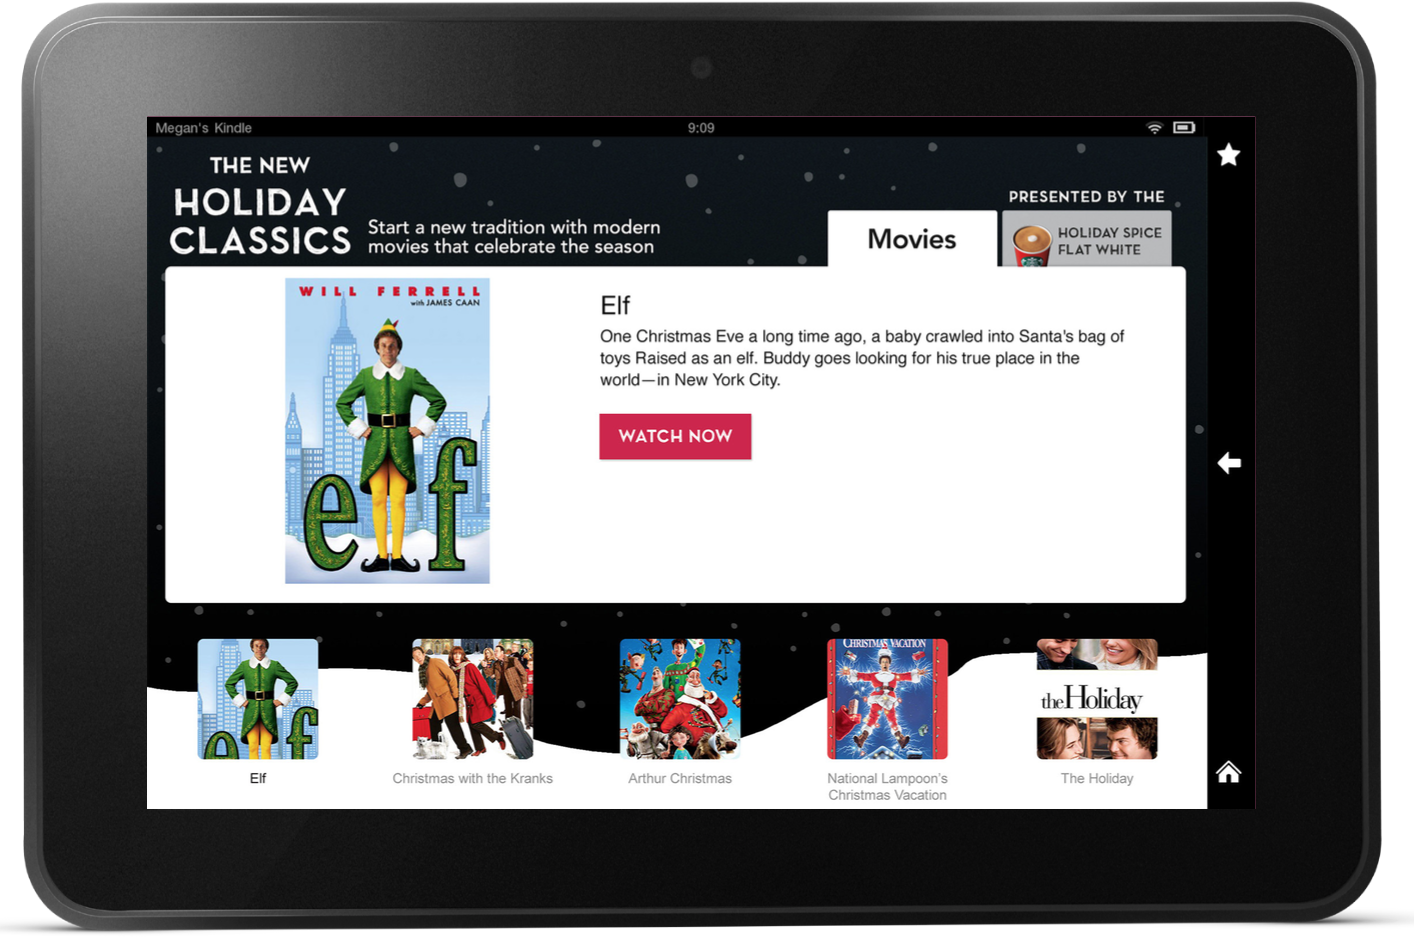 Megan's Kindle
9:09
THE NEW
HOLIDAY
CLASSICS
Start a new tradition with modern
movies that celebrate the season
PRESENTED BY THE
Movies
HOLIDAY SPICE
FLAT WHITE
WILL FERRELL
with JAMES CAAN
elf
Elf
One Christmas Eve a long time ago, a baby crawled into Santa's bag of
toys Raised as an elf. Buddy goes looking for his true place in the
world—in New York City.
WATCH NOW
elf
CHRISTMAS VACATION
the Holiday
Elf
Christmas with the Kranks
Arthur Christmas
National Lampoon's
Christmas Vacation
The Holiday